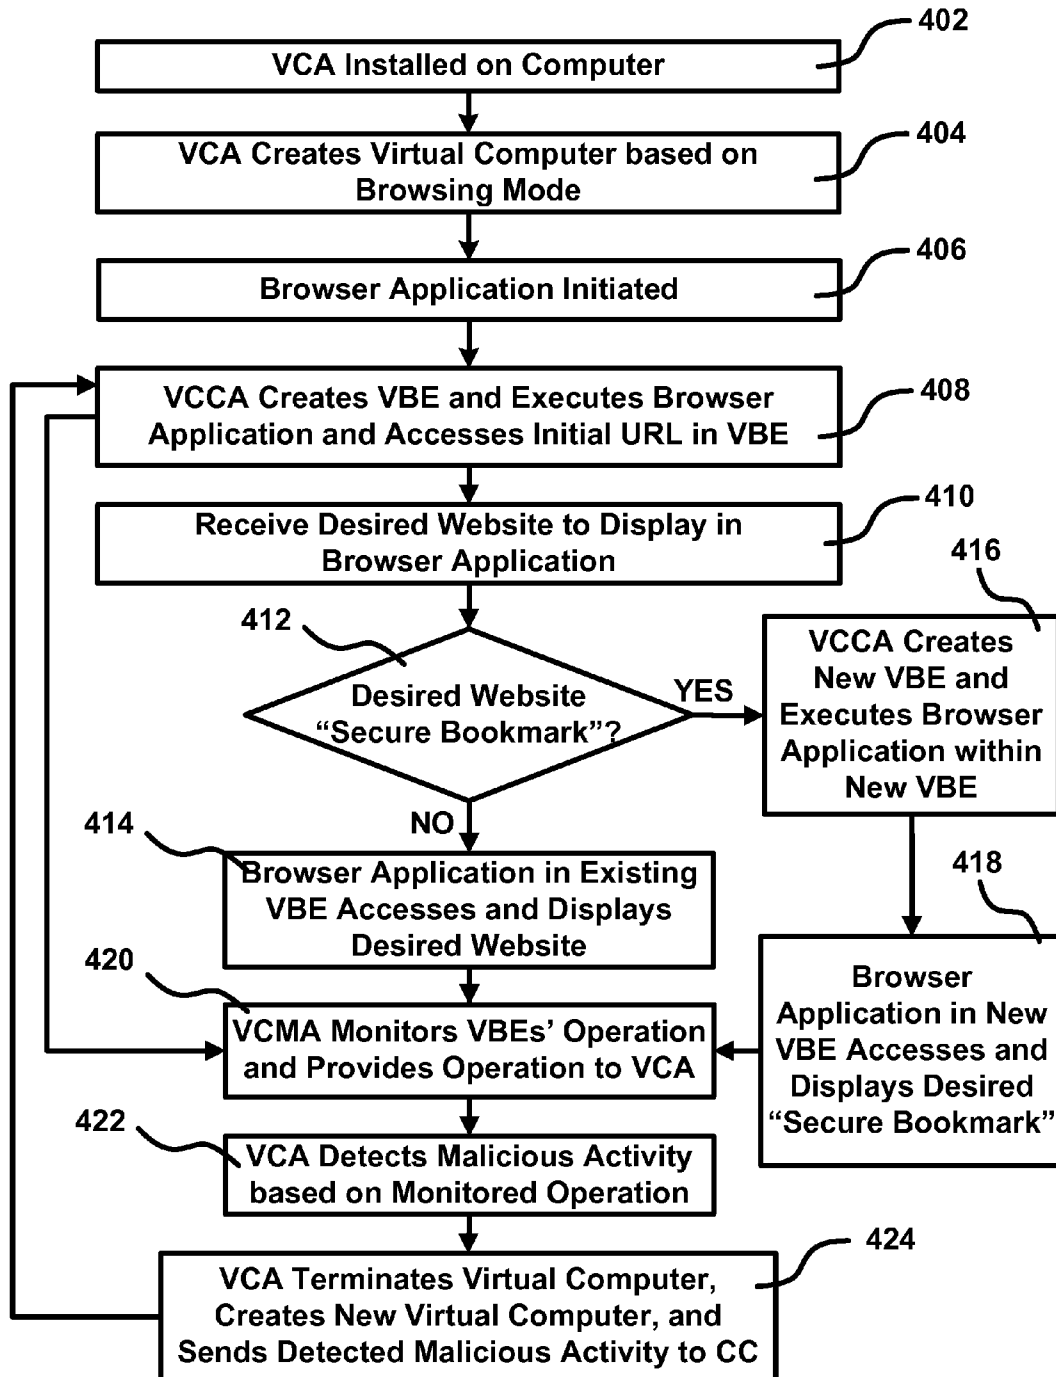 402
VCA Installed on Computer
404
VCA Creates Virtual Computer based on
Browsing Mode
406
Browser Application Initiated
408
VCCA Creates VBE and Executes Browser
Application and Accesses Initial URL in VBE
410
Receive Desired Website to Display in
Browser Application
412
Desired Website
“Secure Bookmark”?
YES
NO
416
VCCA Creates
New VBE and
Executes Browser
Application within
New VBE
414
Browser Application in Existing
VBE Accesses and Displays
Desired Website
418
Browser
Application in New
VBE Accesses and
Displays Desired
“Secure Bookmark”
420
VCMA Monitors VBEs’ Operation
and Provides Operation to VCA
422
VCA Detects Malicious Activity
based on Monitored Operation
424
VCA Terminates Virtual Computer,
Creates New Virtual Computer, and
Sends Detected Malicious Activity to CC